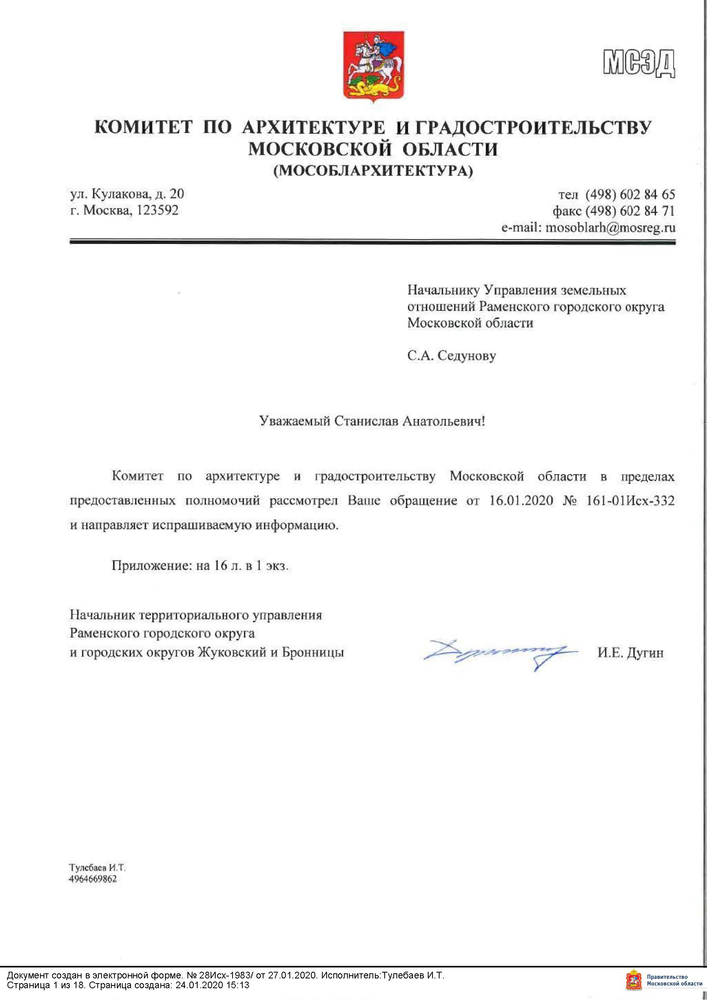 МСЭД
КОМИТЕТ ПО АРХИТЕКТУРЕ И ГРАДОСТРОИТЕЛЬСТВУ
МОСКОВСКОЙ ОБЛАСТИ
(МОСОБЛАРХИТЕКТУРА)
ул. Кулакова, д. 20
г. Москва, 123592
тел (498) 602 84 65
факс (498) 602 84 71
e-mail: mosoblarh@mosreg.ru
Начальнику Управления земельных
отношений Раменского городского округа
Московской области
С.А. Седунову
Уважаемый Станислав Анатольевич!
Комитет по архитектуре и градостроительству Московской области в пределах
предоставленных полномочий рассмотрел Ваше обращение от 16.01.2020 № 161-01Исх-332
и направляет испрашиваемую информацию.
Приложение: на 16 л. в 1 экз.
Начальник территориального управления
Раменского городского округа
и городских округов Жуковский и Бронницы
И.Е. Дугин
Тулебаев И.Т.
4964669862
Документ создан в электронной форме. № 28Исх-1983/ от 27.01.2020. Исполнитель:Тулебаев И.Т.
Страница 1 из 18. Страница создана: 24.01.2020 15:13
Правительство
Московской области